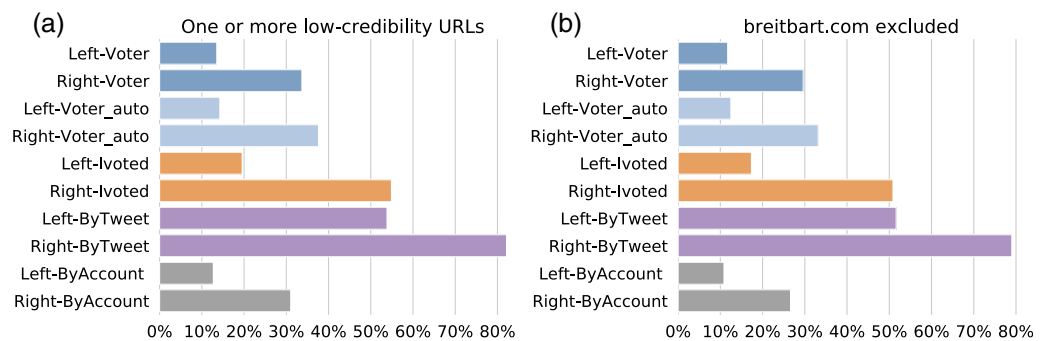 (a)
One or more low-credibility URLs
Left-Voter
Right-Voter
Left-Voter_auto
Right-Voter_auto
Left-Ivoted
Right-Ivoted
Left-ByTweet
Right-ByTweet
Left-ByAccount
Right-ByAccount
0% 10% 20% 30% 40% 50% 60% 70% 80%
(b)
breitbart.com excluded
Left-Voter
Right-Voter
Left-Voter_auto
Right-Voter_auto
Left-Ivoted
Right-Ivoted
Left-ByTweet
Right-ByTweet
Left-ByAccount
Right-ByAccount
0% 10% 20% 30% 40% 50% 60% 70% 80%